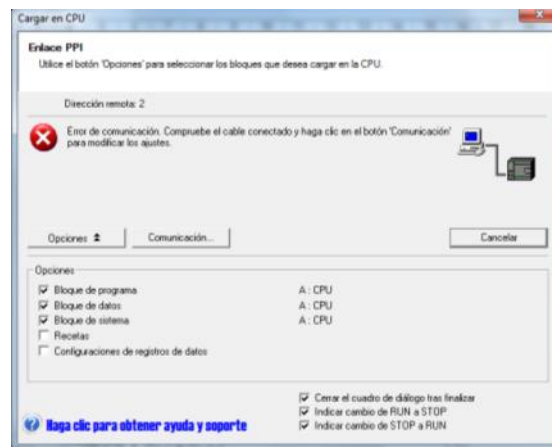 Cargar en CPU
Enlace PPI
Utilice el botón 'Opciones' para seleccionar los bloques que desea cargar en la CPU.
Dirección remota: 2
Error de comunicación. Compruebe el cable conectado y haga clic en el botón 'Comunicación'
para modificar los ajustes.
Opciones
Comunicación...
Cancelar
Opciones
Bloque de programa A : CPU
Bloque de datos A : CPU
Bloque de sistema A : CPU
Recetas
Configuraciones de registros de datos
Cerrar el cuadro de diálogo tras finalizar
Indicar cambio de RUN a STOP
Haga clic para obtener ayuda y soporte
Indicar cambio de STOP a RUN